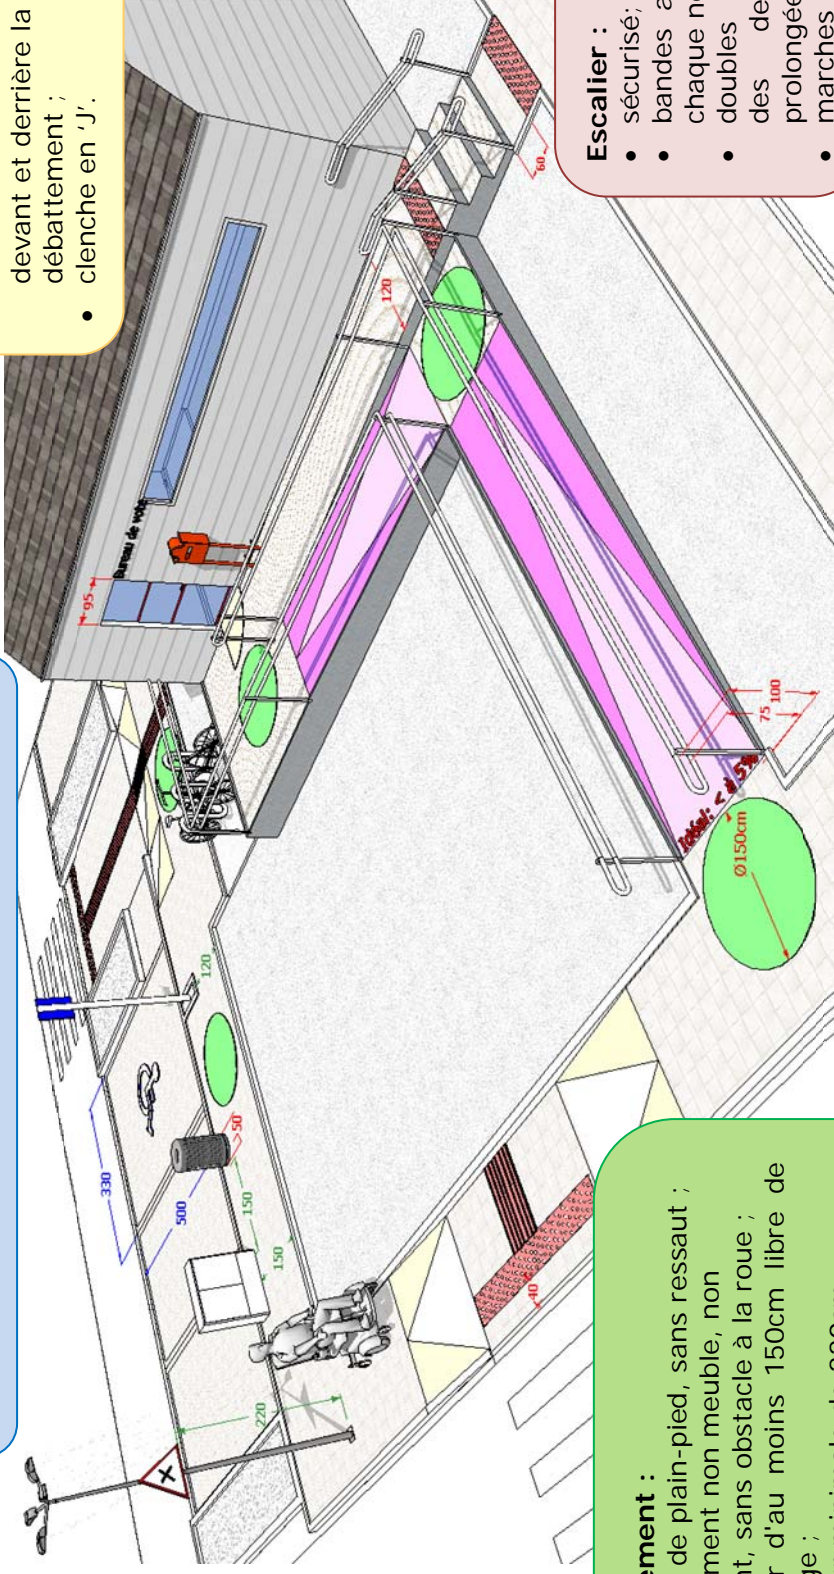 devant et derrière la
débattement ;
• clenche en 'J'.
Bureau de vote
95
120
60
75
100
Idéal: < à 5%
Ø150cm
330
500
50
150
150
120
220
40
Escalier :
• sécurisé;
• bandes a
chaque n
• doubles
des de
prolongée
• marches
ement :
de plain-pied, sans ressaut ;
ment non meuble, non
nt, sans obstacle à la roue ;
r d'au moins 150cm libre de
ge ;